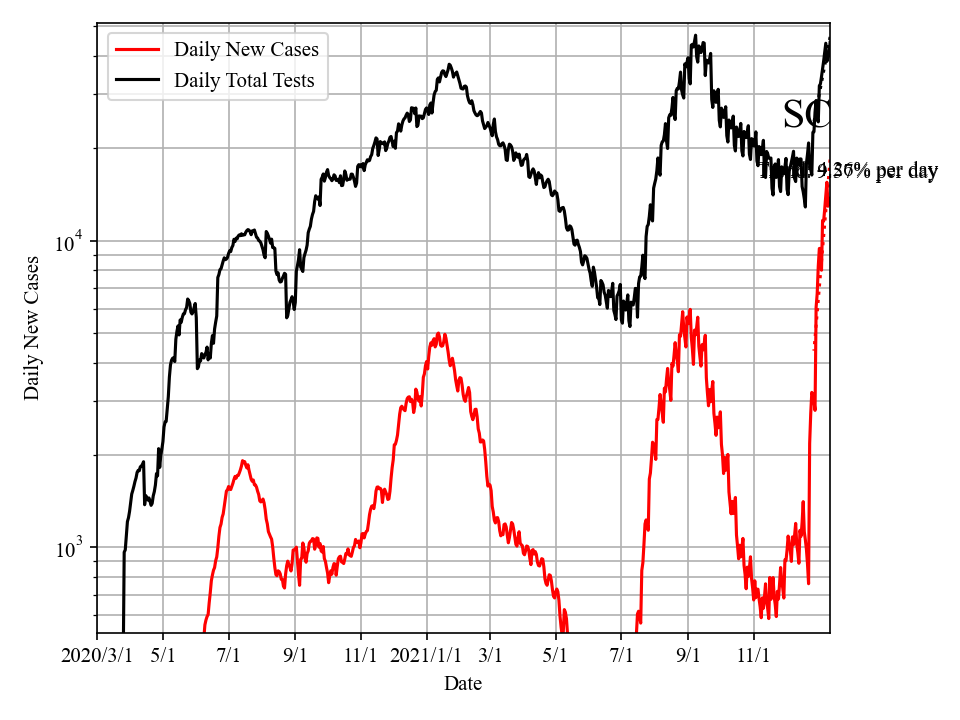 Daily New Cases
Daily Total Tests
SC
% per day
10^4
10^3
Daily New Cases
2020/3/1 5/1 7/1 9/1 11/1 2021/1/1 3/1 5/1 7/1 9/1 11/1
Date